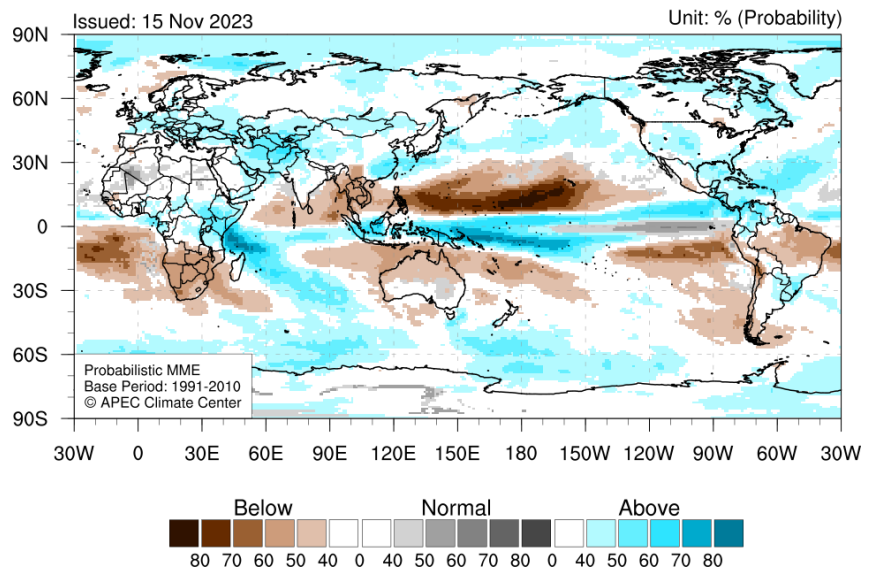 Issued: 15 Nov 2023
Unit: % (Probability)
90N
60N
30N
0
30S
60S
90S
Probabilistic MME
Base Period: 1991-2010
© APEC Climate Center
30W 0 30E 60E 90E 120E 150E 180 150W 120W 90W 60W 30W
Below Normal Above
80 70 60 50 40 0 40 50 60 70 80 0 40 50 60 70 80